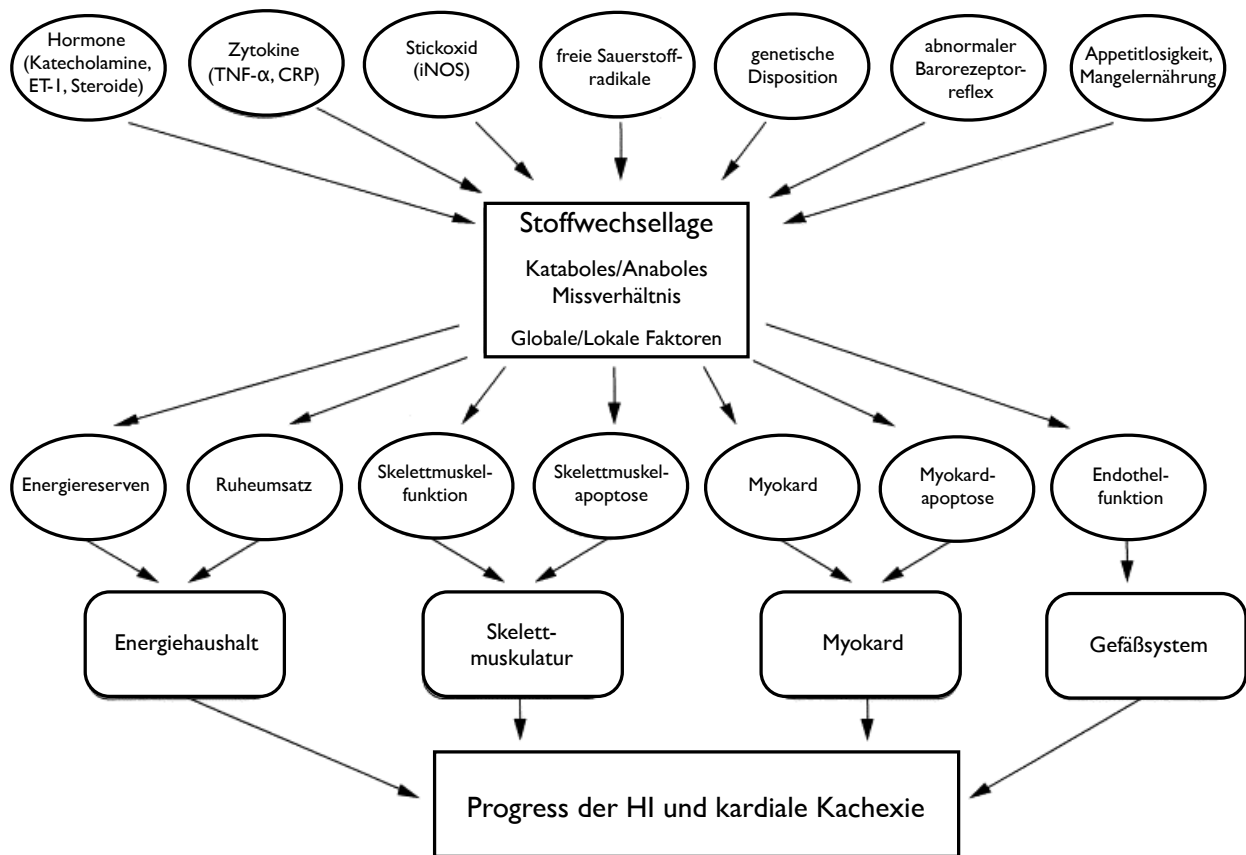 Hormone
(Katecholamine,
ET-1, Steroide)
Zytokine
(TNF-α, CRP)
Stickoxid
(iNOS)
freie Sauerstoff-
radikale
genetische
Disposition
abnormaler
Barorezeptor-
reflex
Appetitlosigkeit,
Mangelernährung
Stoffwechsellage
Kataboles/Anaboles
Missverhältnis
Globale/Lokale Faktoren
Energiereserven
Ruheumsatz
Skelettmuskel-
funktion
Skelettmuskel-
apoptose
Myokard
Myokard-
apoptose
Endothel-
funktion
Energiehaushalt
Skelett-
muskulatur
Myokard
Gefäßsystem
Progress der HI und kardiale Kachexie